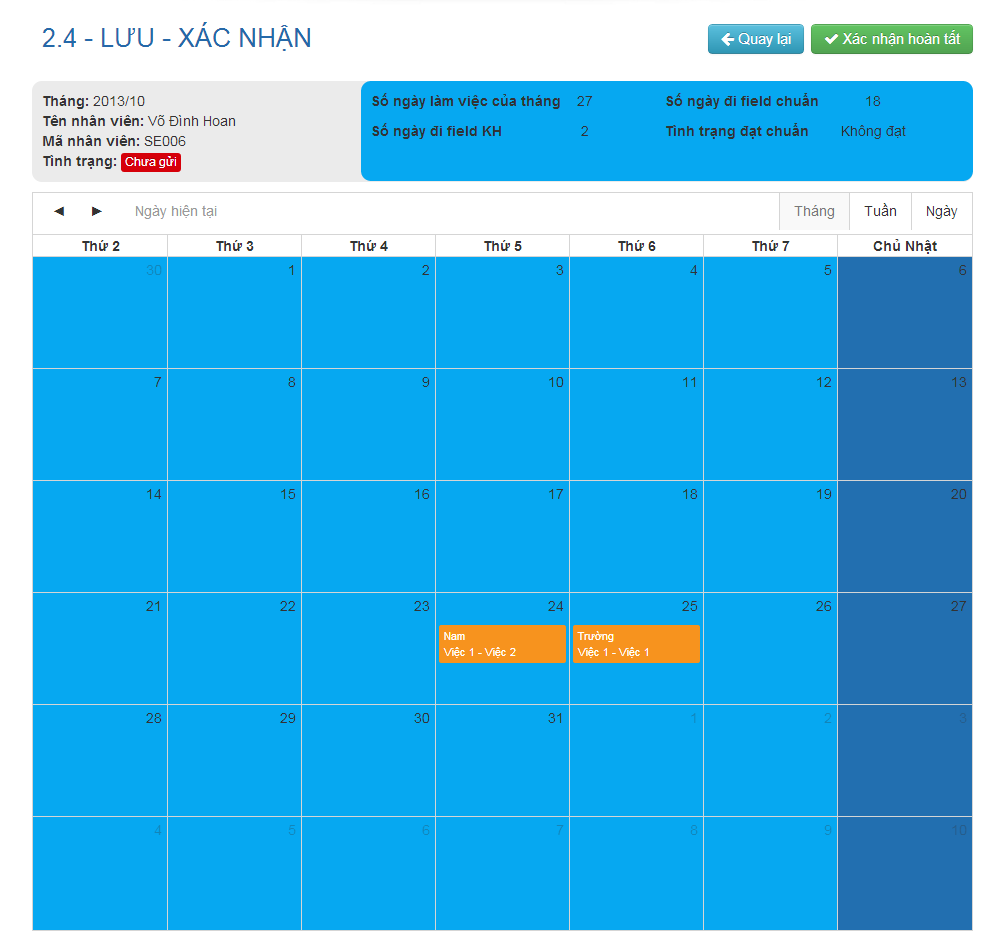 2.4 - LƯU - XÁC NHẬN
Quay lại
Xác nhận hoàn tất
Tháng: 2013/10
Tên nhân viên: Võ Đình Hoan
Mã nhân viên: SE006
Tình trạng: Chưa gửi
Số ngày làm việc của tháng 27 Số ngày đi field chuẩn 18
Số ngày đi field KH 2 Tình trạng đạt chuẩn Không đạt
◄ ► Ngày hiện tại Tháng Tuần Ngày
Thứ 2 Thứ 3 Thứ 4 Thứ 5 Thứ 6 Thứ 7 Chủ Nhật
30 1 2 3 4 5 6
7 8 9 10 11 12 13
14 15 16 17 18 19 20
21 22 23 24 25 26 27
Nam
Việc 1 - Việc 2
Trường
Việc 1 - Việc 1
28 29 30 31 1 2 3
4 5 6 7 8 9 10